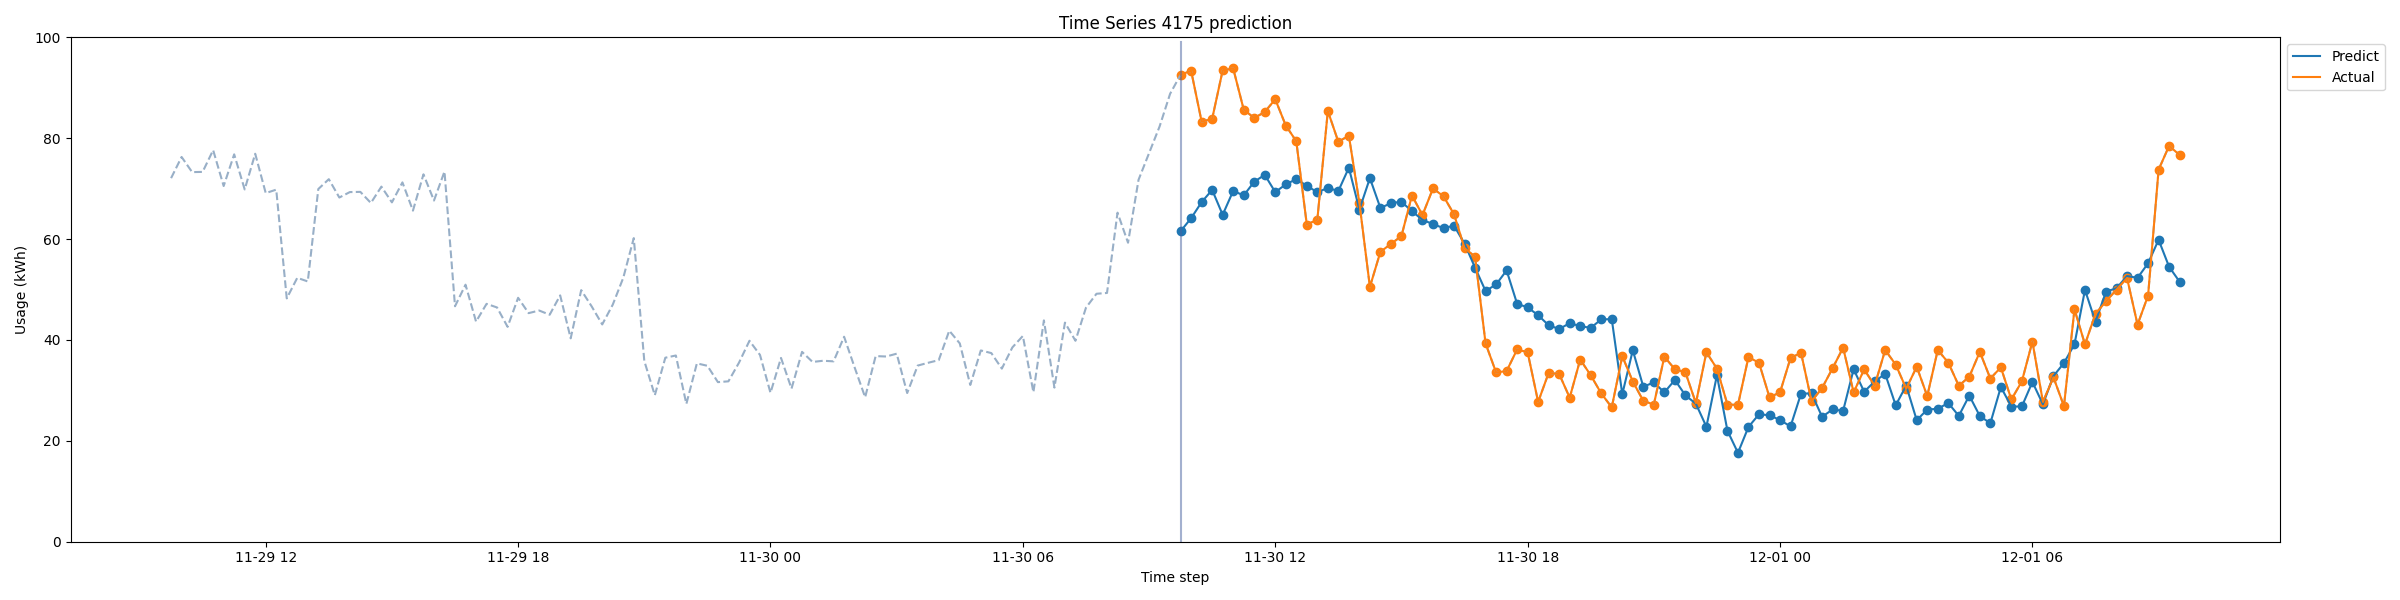 Time Series 4175 prediction
100
80
60
40
20
0
Usage (kWh)
11-29 12
11-29 18
11-30 00
11-30 06
11-30 12
11-30 18
12-01 00
12-01 06
Time step
Predict
Actual